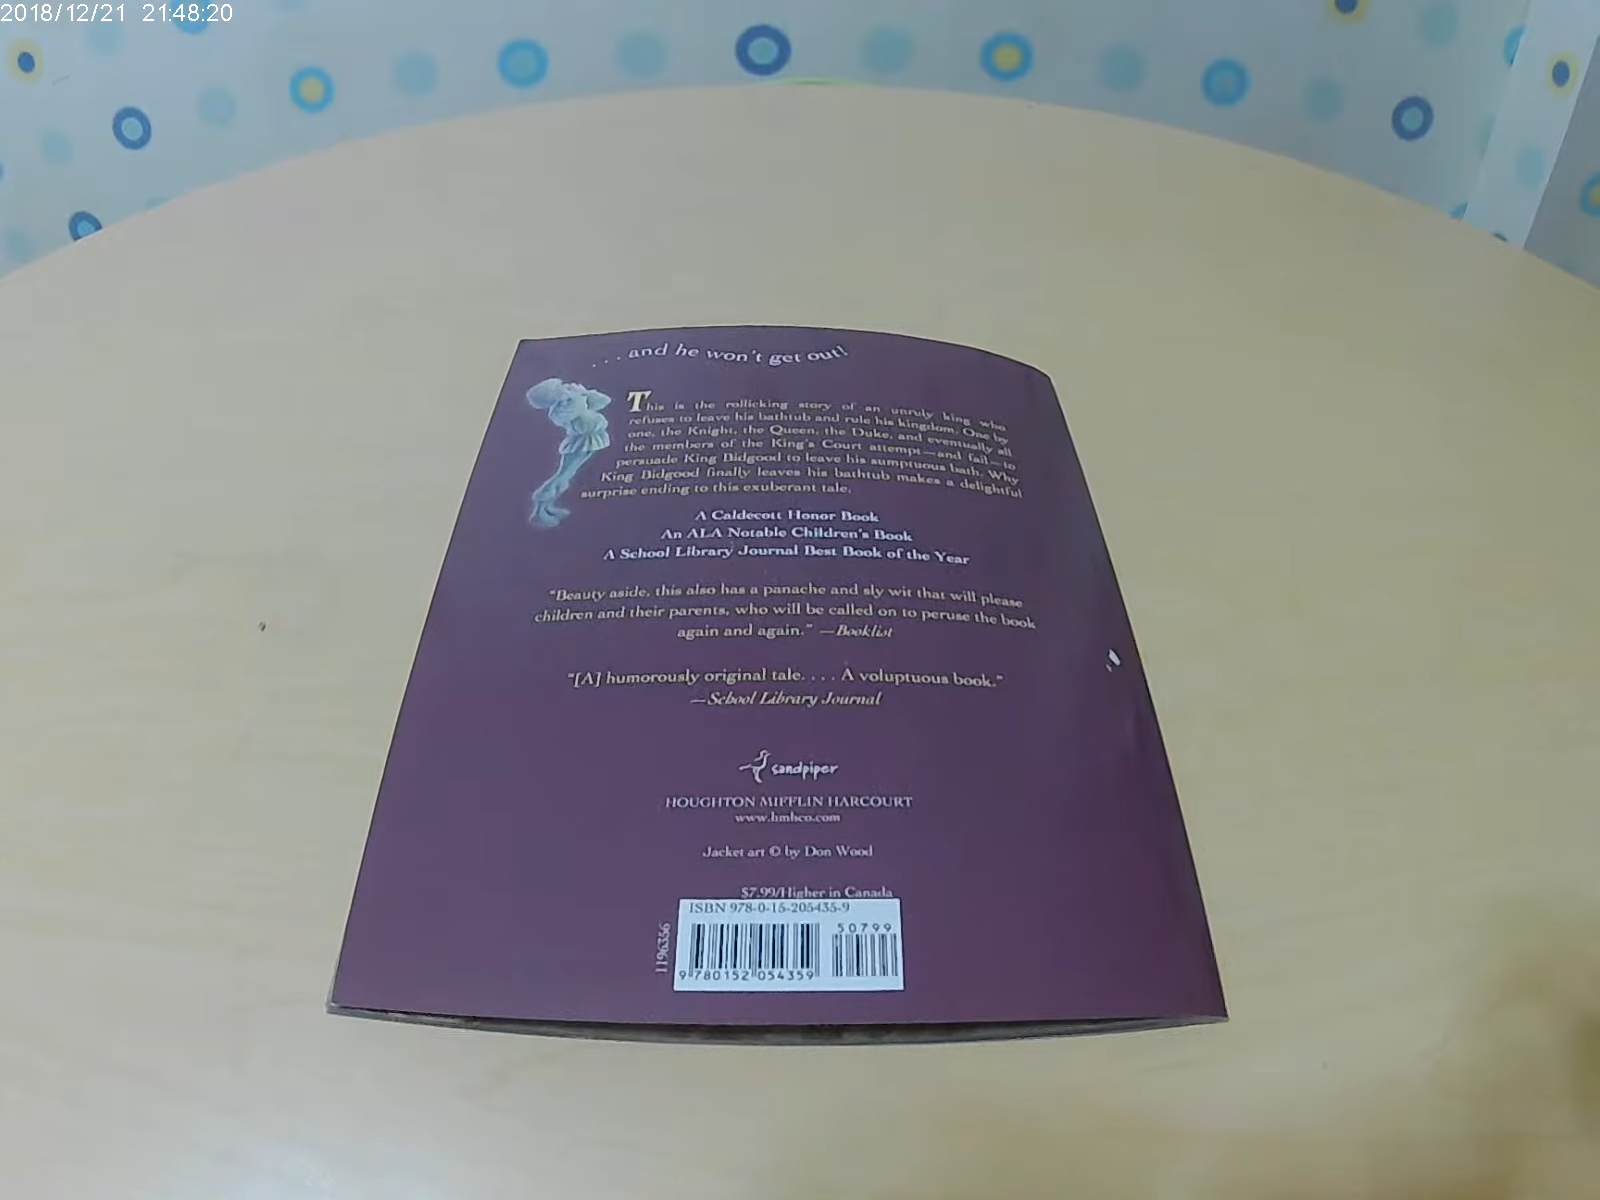 2018/12/21 21:48:20
. . . and he won't get out!
This is the rollicking story of an unruly king who
refuses to leave his bathtub and rule his kingdom. One by
one, the Knight, the Queen, the Duke, and eventually all
the members of the King's Court attempt—and fail—to
persuade King Bidgood to leave his sumptuous bath. Why
King Bidgood finally leaves his bathtub makes a delightful
surprise ending to this exuberant tale.
A Caldecott Honor Book
An ALA Notable Children's Book
A School Library Journal Best Book of the Year
"Beauty aside, this also has a panache and sly wit that will please
children and their parents, who will be called on to peruse the book
again and again." —Booklist
"[A] humorously original tale. . . . A voluptuous book."
—School Library Journal
sandpiper
HOUGHTON MIFFLIN HARCOURT
www.hmhco.com
Jacket art © by Don Wood
$7.99/Higher in Canada
ISBN 978-0-15-205435-9
50799
9 780152 054359
1196356